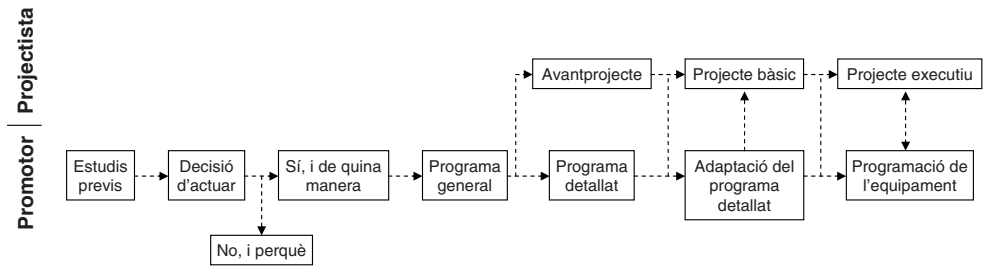 Projectista
Promotor
Avantprojecte
Projecte bàsic
Projecte executiu
Estudis
previs
Decisió
d’actuar
Sí, i de quina
manera
Programa
general
Programa
detallat
Adaptació del
programa
detallat
Programació de
l’equipament
No, i perquè